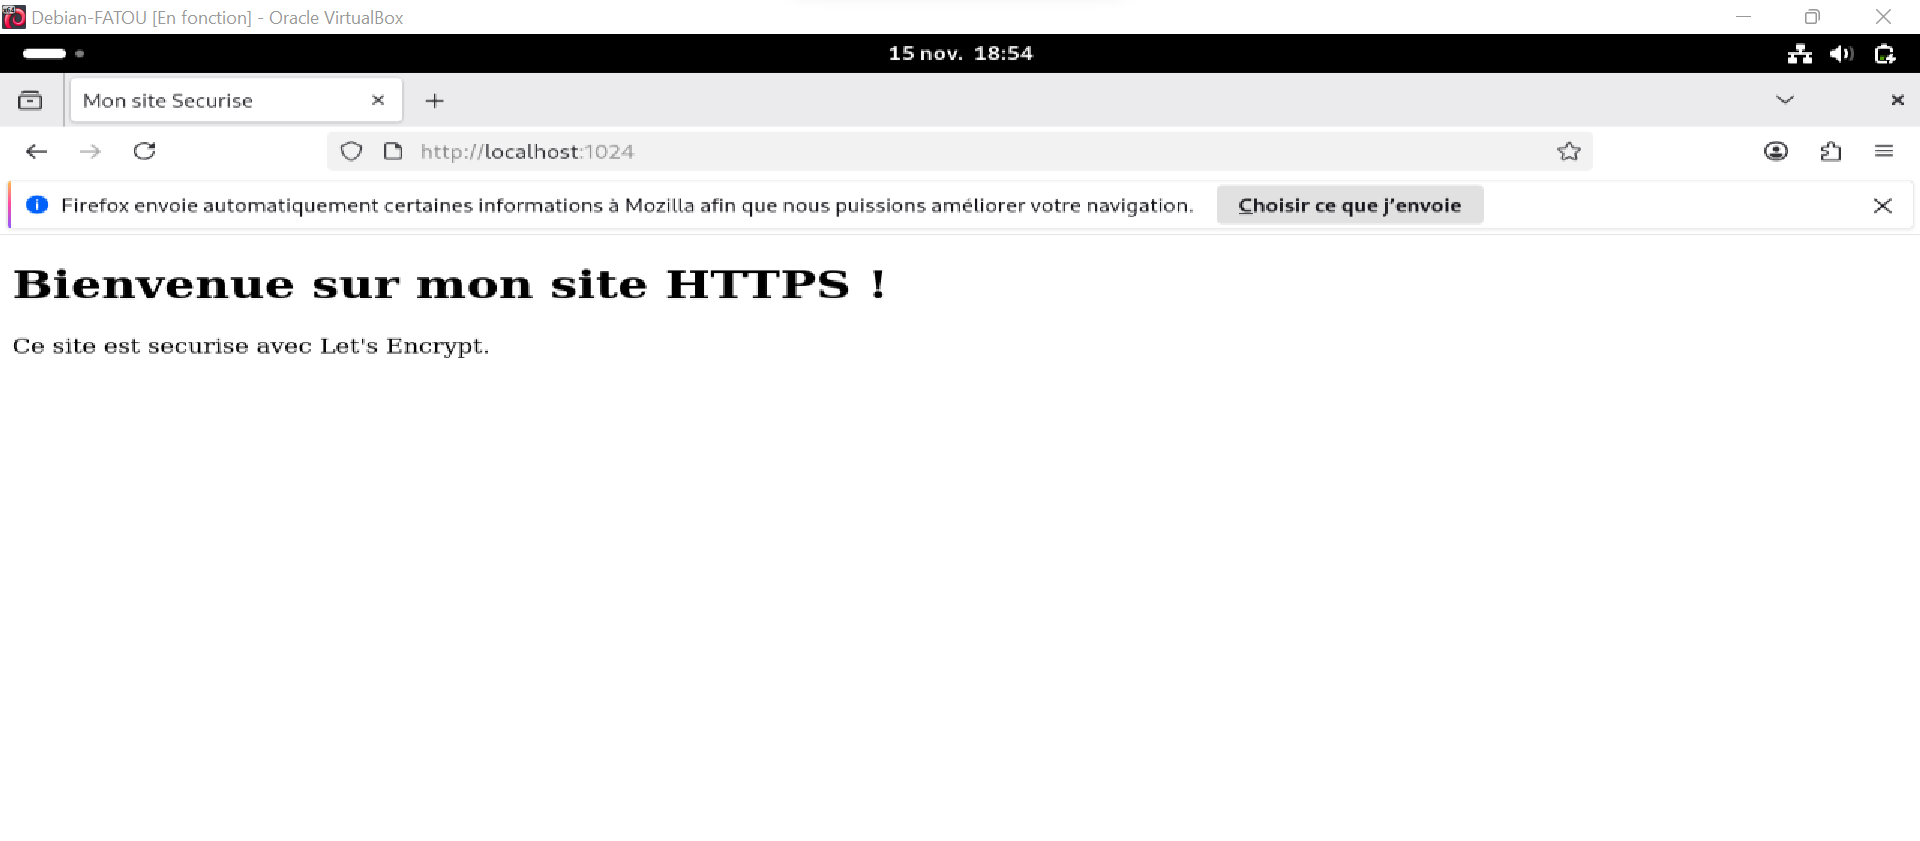 Debian-FATOU [En fonction] - Oracle VirtualBox
15 nov. 18:54
Mon site Securise
http://localhost:1024
Firefox envoie automatiquement certaines informations à Mozilla afin que nous puissions améliorer votre navigation. Choisir ce que j’envoie
Bienvenue sur mon site HTTPS !
Ce site est securise avec Let's Encrypt.